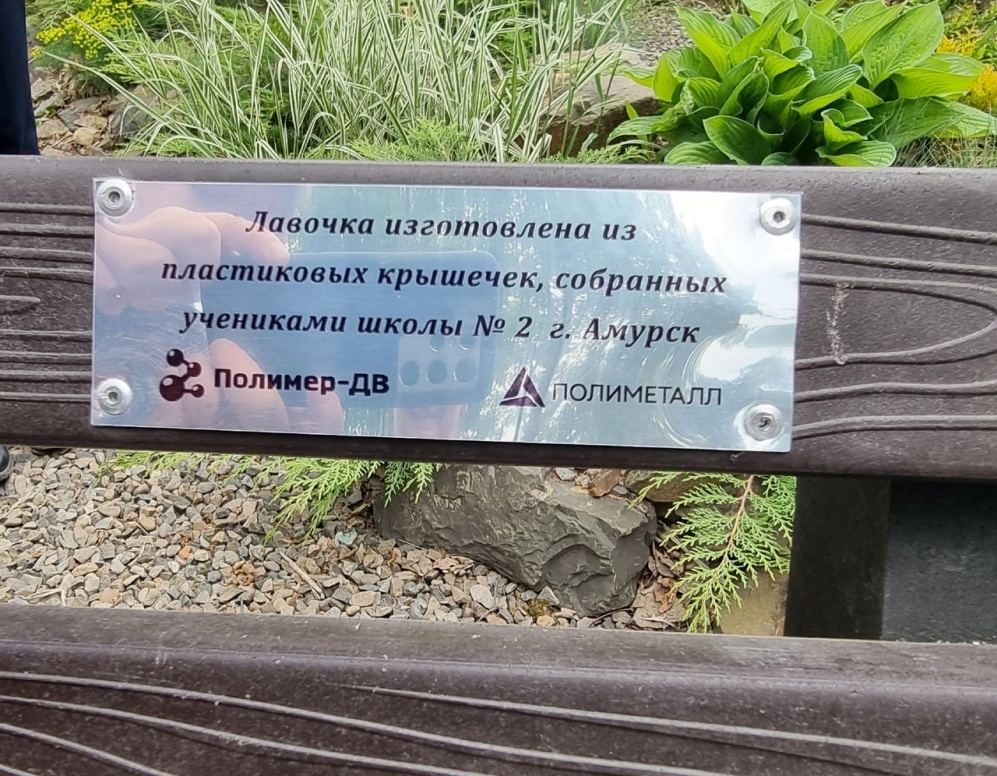 Лавочка изготовлена из
пластиковых крышечек, собранных
учениками школы № 2 г. Амурск
Полимер-ДВ
ПОЛИМЕТАЛЛ